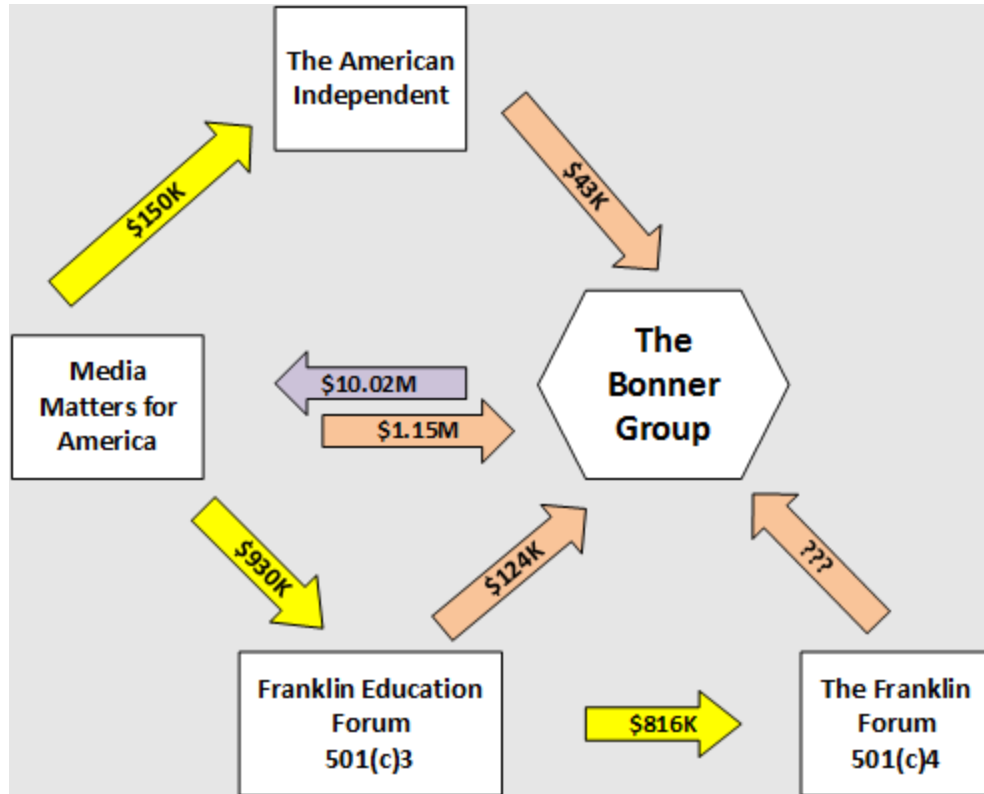 The American
Independent
$150K
$43K
Media
Matters for
America
$10.02M
$1.15M
The
Bonner
Group
$930K
$124K
???
Franklin Education
Forum
501(c)3
$816K
The Franklin
Forum
501(c)4